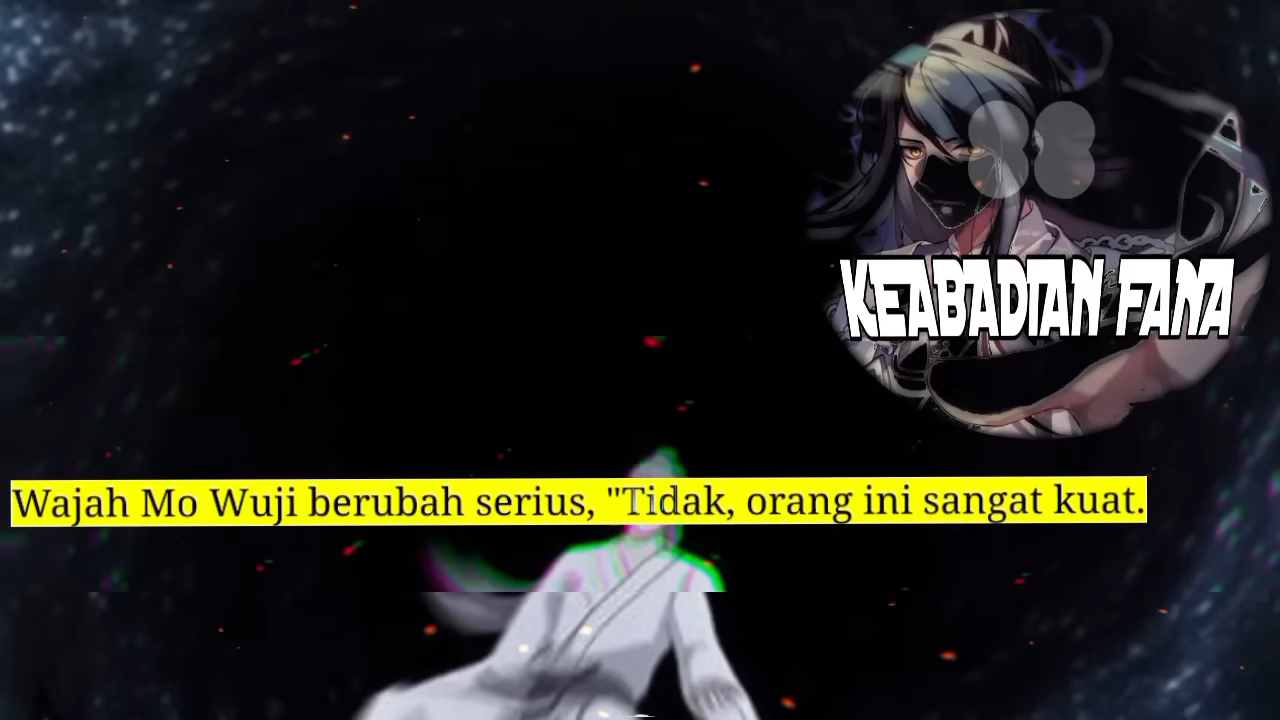 KEABADIAN FANA
Wajah Mo Wuji berubah serius, "Tidak, orang ini sangat kuat.